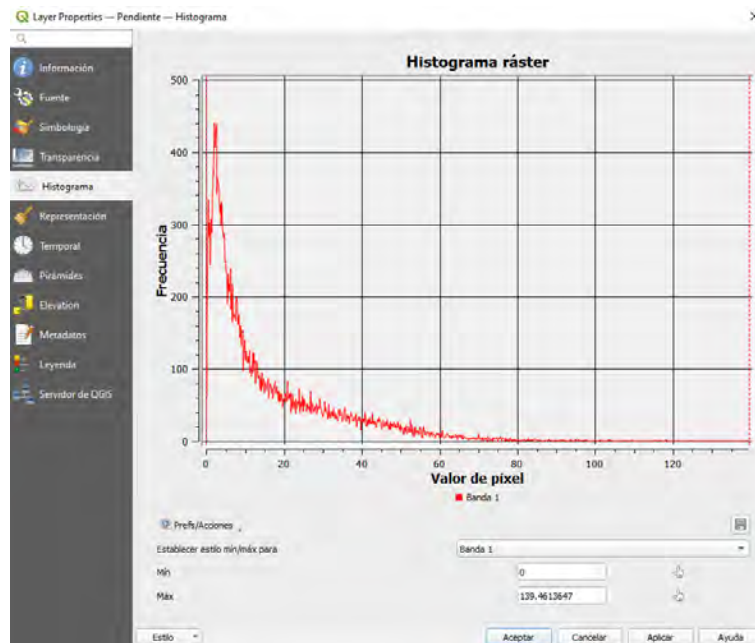 Layer Properties — Pendiente — Histograma
Información
Fuente
Simbología
Transparencia
Histograma
Representación
Temporal
Pirámides
Elevation
Metadatos
Leyenda
Servidor de QGIS
Histograma ráster
Frecuencia
500
400
300
200
100
0
0 20 40 60 80 100 120
Valor de píxel
Banda 1
Prefs/Acciones
Establecer estilo mín/máx para
Banda 1
Mín
0
Máx
139.4613647
Estilo
Aceptar
Cancelar
Aplicar
Ayuda